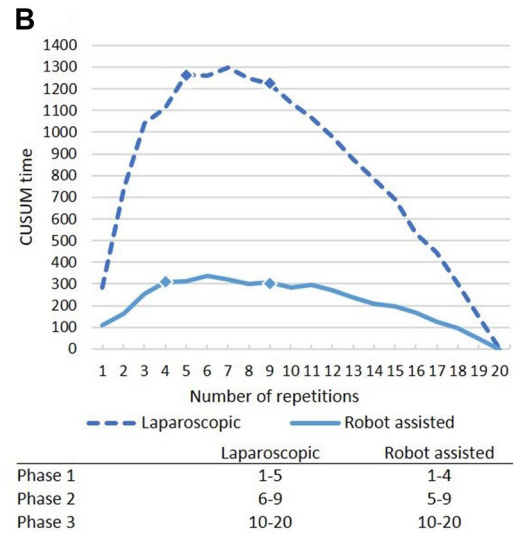 B
1400
1300
1200
1100
1000
900
800
700
600
500
400
300
200
100
0
CUSUM time
1 2 3 4 5 6 7 8 9 10 11 12 13 14 15 16 17 18 19 20
Number of repetitions
Laparoscopic Robot assisted
Laparoscopic Robot assisted
Phase 1 1-5 1-4
Phase 2 6-9 5-9
Phase 3 10-20 10-20